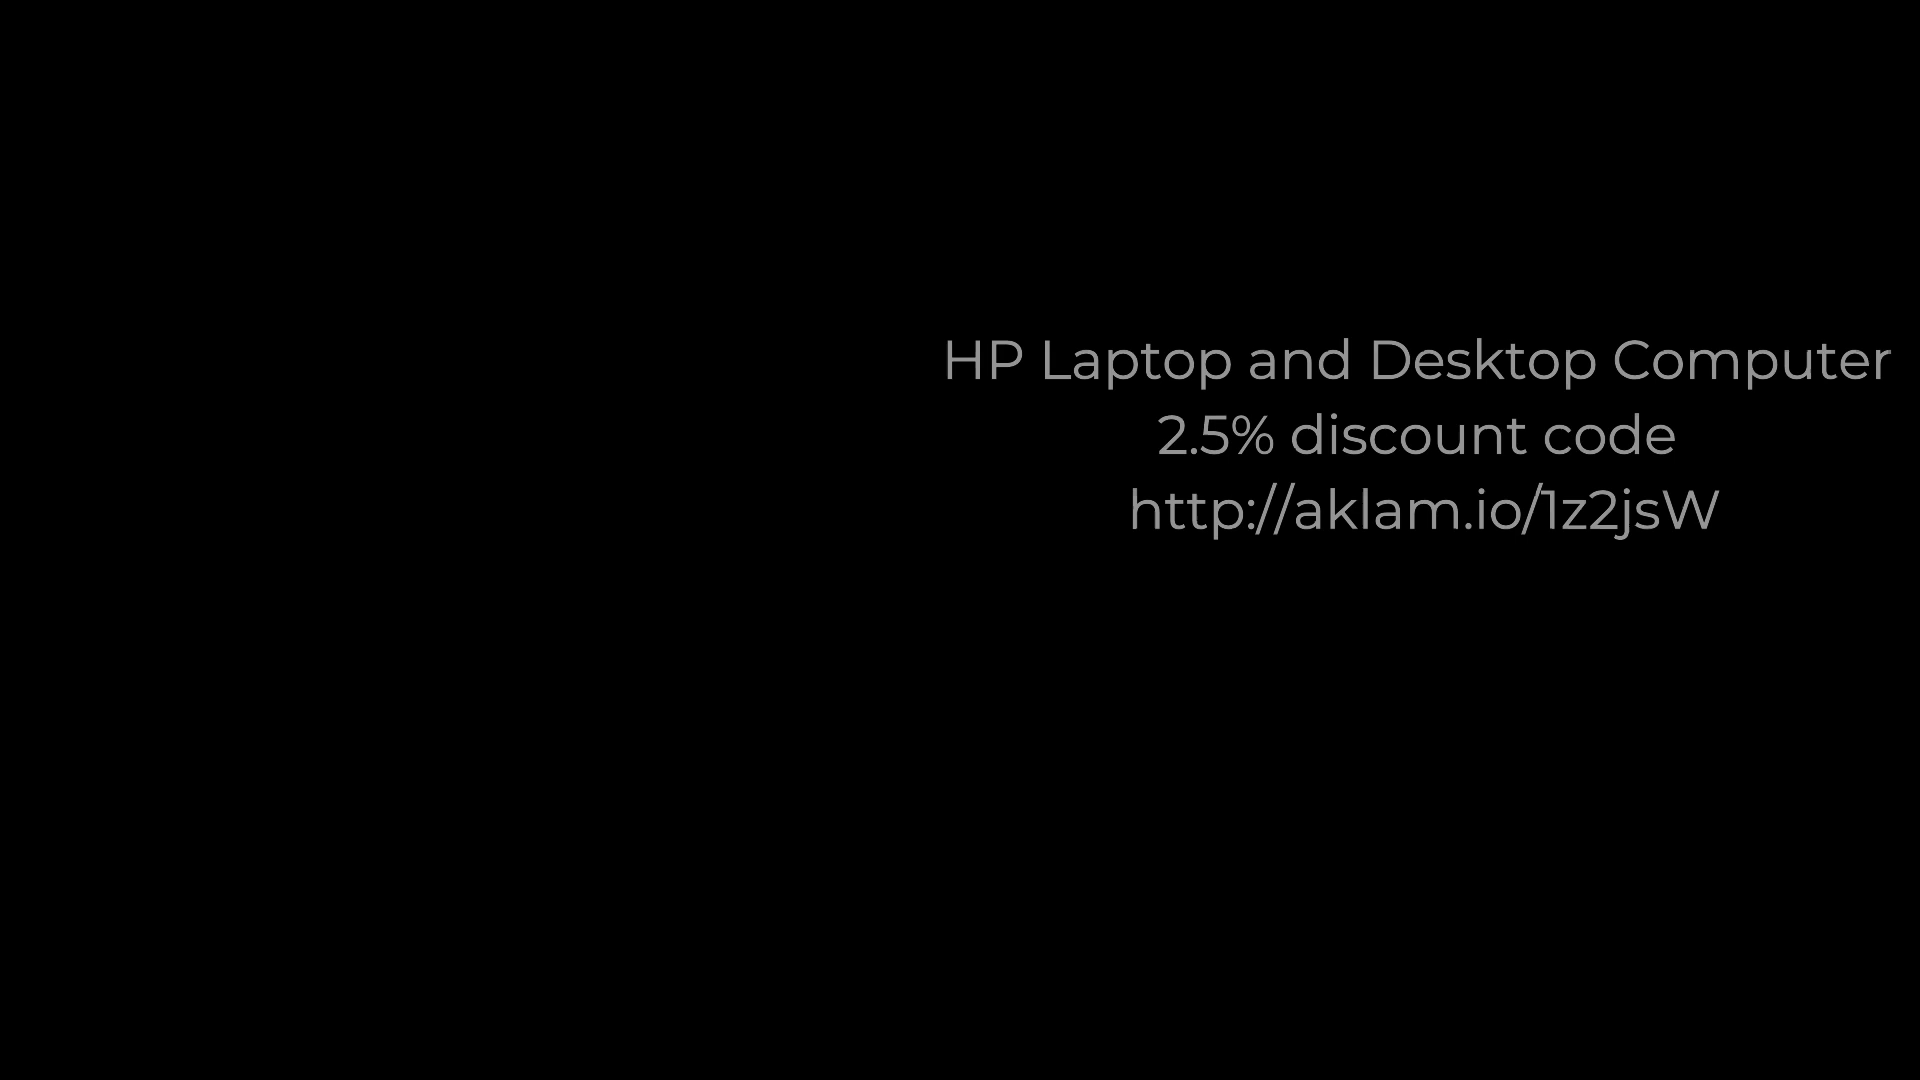 HP Laptop and Desktop Computer
2.5% discount code
http://aklam.io/1z2jsW